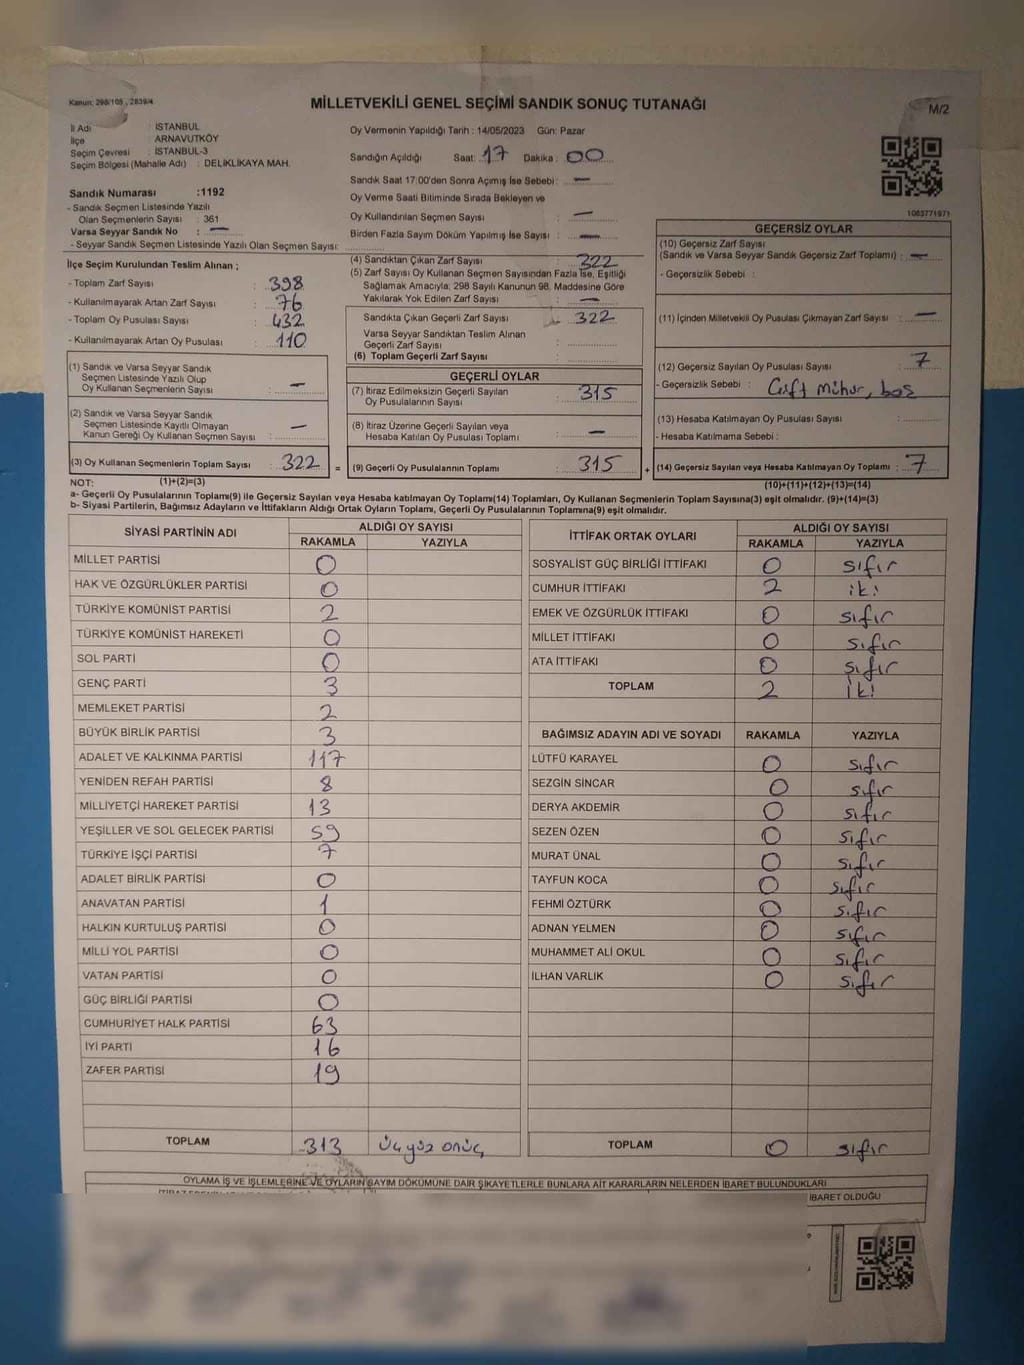 Kanun: 298/105 , 2839/4
MİLLETVEKİLİ GENEL SEÇİMİ SANDIK SONUÇ TUTANAĞI
M/2
İl Adı : İSTANBUL
İlçe : ARNAVUTKÖY
Seçim Çevresi : İSTANBUL-3
Seçim Bölgesi (Mahalle Adı) : DELİKLİKAYA MAH.
Sandık Numarası :1192
- Sandık Seçmen Listesinde Yazılı
Olan Seçmenlerin Sayısı : 361
Varsa Seyyar Sandık No : —
- Seyyar Sandık Seçmen Listesinde Yazılı Olan Seçmen Sayısı:
Oy Vermenin Yapıldığı Tarih : 14/05/2023 Gün: Pazar
Sandığın Açıldığı Saat: 17 Dakika : 00
Sandık Saat 17:00'den Sonra Açımış İse Sebebi : —
Oy Verme Saati Bitiminde Sırada Bekleyen ve
Oy Kullandırılan Seçmen Sayısı : —
Birden Fazla Sayım Döküm Yapılmış İse Sayısı : —
1063771971
İlçe Seçim Kurulundan Teslim Alınan ;
- Toplam Zarf Sayısı : 398
- Kullanılmayarak Artan Zarf Sayısı : 76
- Toplam Oy Pusulası Sayısı : 432
- Kullanılmayarak Artan Oy Pusulası : 110
(4) Sandıktan Çıkan Zarf Sayısı : 322
(5) Zarf Sayısı Oy Kullanan Seçmen Sayısından Fazla İse, Eşitliği
Sağlamak Amacıyla; 298 Sayılı Kanunun 98. Maddesine Göre
Yakılarak Yok Edilen Zarf Sayısı : —
Sandıkta Çıkan Geçerli Zarf Sayısı : 322
Varsa Seyyar Sandıktan Teslim Alınan
Geçerli Zarf Sayısı :
(6) Toplam Geçerli Zarf Sayısı :
GEÇERSİZ OYLAR
(10) Geçersiz Zarf Sayısı
(Sandık ve Varsa Seyyar Sandık Geçersiz Zarf Toplamı) : —
- Geçersizlik Sebebi :
(11) İçinden Milletvekili Oy Pusulası Çıkmayan Zarf Sayısı : —
(12) Geçersiz Sayılan Oy Pusulası Sayısı : 7
- Geçersizlik Sebebi : Çift mühür, boş
(13) Hesaba Katılmayan Oy Pusulası Sayısı :
- Hesaba Katılmama Sebebi :
(14) Geçersiz Sayılan veya Hesaba Katılmayan Oy Toplamı : 7
(10)+(11)+(12)+(13)=(14)
(1) Sandık ve Varsa Seyyar Sandık
Seçmen Listesinde Yazılı Olup
Oy Kullanan Seçmen Sayısı : —
(2) Sandık ve Varsa Seyyar Sandık
Seçmen Listesinde Kayıtlı Olmayan
Kanun Gereği Oy Kullanan Seçmen Sayısı : —
(3) Oy Kullanan Seçmenlerin Toplam Sayısı : 322 =
GEÇERLİ OYLAR
(7) İtiraz Edilmeksizin Geçerli Sayılan
Oy Pusulalarının Sayısı : 315
(8) İtiraz Üzerine Geçerli Sayılan veya
Hesaba Katılan Oy Pusulası Toplamı : —
(9) Geçerli Oy Pusulalarının Toplamı : 315 +
NOT: (1)+(2)=(3)
a- Geçerli Oy Pusulalarının Toplamı(9) ile Geçersiz Sayılan veya Hesaba katılmayan Oy Toplamı(14) Toplamları, Oy Kullanan Seçmenlerin Toplam Sayısına(3) eşit olmalıdır. (9)+(14)=(3)
b- Siyasi Partilerin, Bağımsız Adayların ve İttifakların Aldığı Ortak Oyların Toplamı, Geçerli Oy Pusulalarının Toplamına(9) eşit olmalıdır.
SİYASİ PARTİNİN ADI ALDIĞI OY SAYISI
RAKAMLA YAZIYLA
MİLLET PARTİSİ 0
HAK VE ÖZGÜRLÜKLER PARTİSİ 0
TÜRKİYE KOMÜNİST PARTİSİ 2
TÜRKİYE KOMÜNİST HAREKETİ 0
SOL PARTİ 0
GENÇ PARTİ 3
MEMLEKET PARTİSİ 2
BÜYÜK BİRLİK PARTİSİ 3
ADALET VE KALKINMA PARTİSİ 117
YENİDEN REFAH PARTİSİ 8
MİLLİYETÇİ HAREKET PARTİSİ 13
YEŞİLLER VE SOL GELECEK PARTİSİ 59
TÜRKİYE İŞÇİ PARTİSİ 7
ADALET BİRLİK PARTİSİ 0
ANAVATAN PARTİSİ 1
HALKIN KURTULUŞ PARTİSİ 0
MİLLİ YOL PARTİSİ 0
VATAN PARTİSİ 0
GÜÇ BİRLİĞİ PARTİSİ 0
CUMHURİYET HALK PARTİSİ 63
İYİ PARTİ 16
ZAFER PARTİSİ 19
TOPLAM 313 üçyüz onüç
İTTİFAK ORTAK OYLARI ALDIĞI OY SAYISI
RAKAMLA YAZIYLA
SOSYALİST GÜÇ BİRLİĞİ İTTİFAKI 0 sıfır
CUMHUR İTTİFAKI 2 iki
EMEK VE ÖZGÜRLÜK İTTİFAKI 0 sıfır
MİLLET İTTİFAKI 0 sıfır
ATA İTTİFAKI 0 sıfır
TOPLAM 2 iki
BAĞIMSIZ ADAYIN ADI VE SOYADI RAKAMLA YAZIYLA
LÜTFÜ KARAYEL 0 sıfır
SEZGİN SİNCAR 0 sıfır
DERYA AKDEMİR 0 sıfır
SEZEN ÖZEN 0 sıfır
MURAT ÜNAL 0 sıfır
TAYFUN KOCA 0 sıfır
FEHMİ ÖZTÜRK 0 sıfır
ADNAN YELMEN 0 sıfır
MUHAMMET ALİ OKUL 0 sıfır
İLHAN VARLIK 0 sıfır
TOPLAM 0 sıfır
OYLAMA İŞ VE İŞLEMLERİNE VE OYLARIN SAYIM DÖKÜMÜNE DAİR ŞİKAYETLERLE BUNLARA AİT KARARLARIN NELERDEN İBARET BULUNDUKLARI
İBARET OLDUĞU